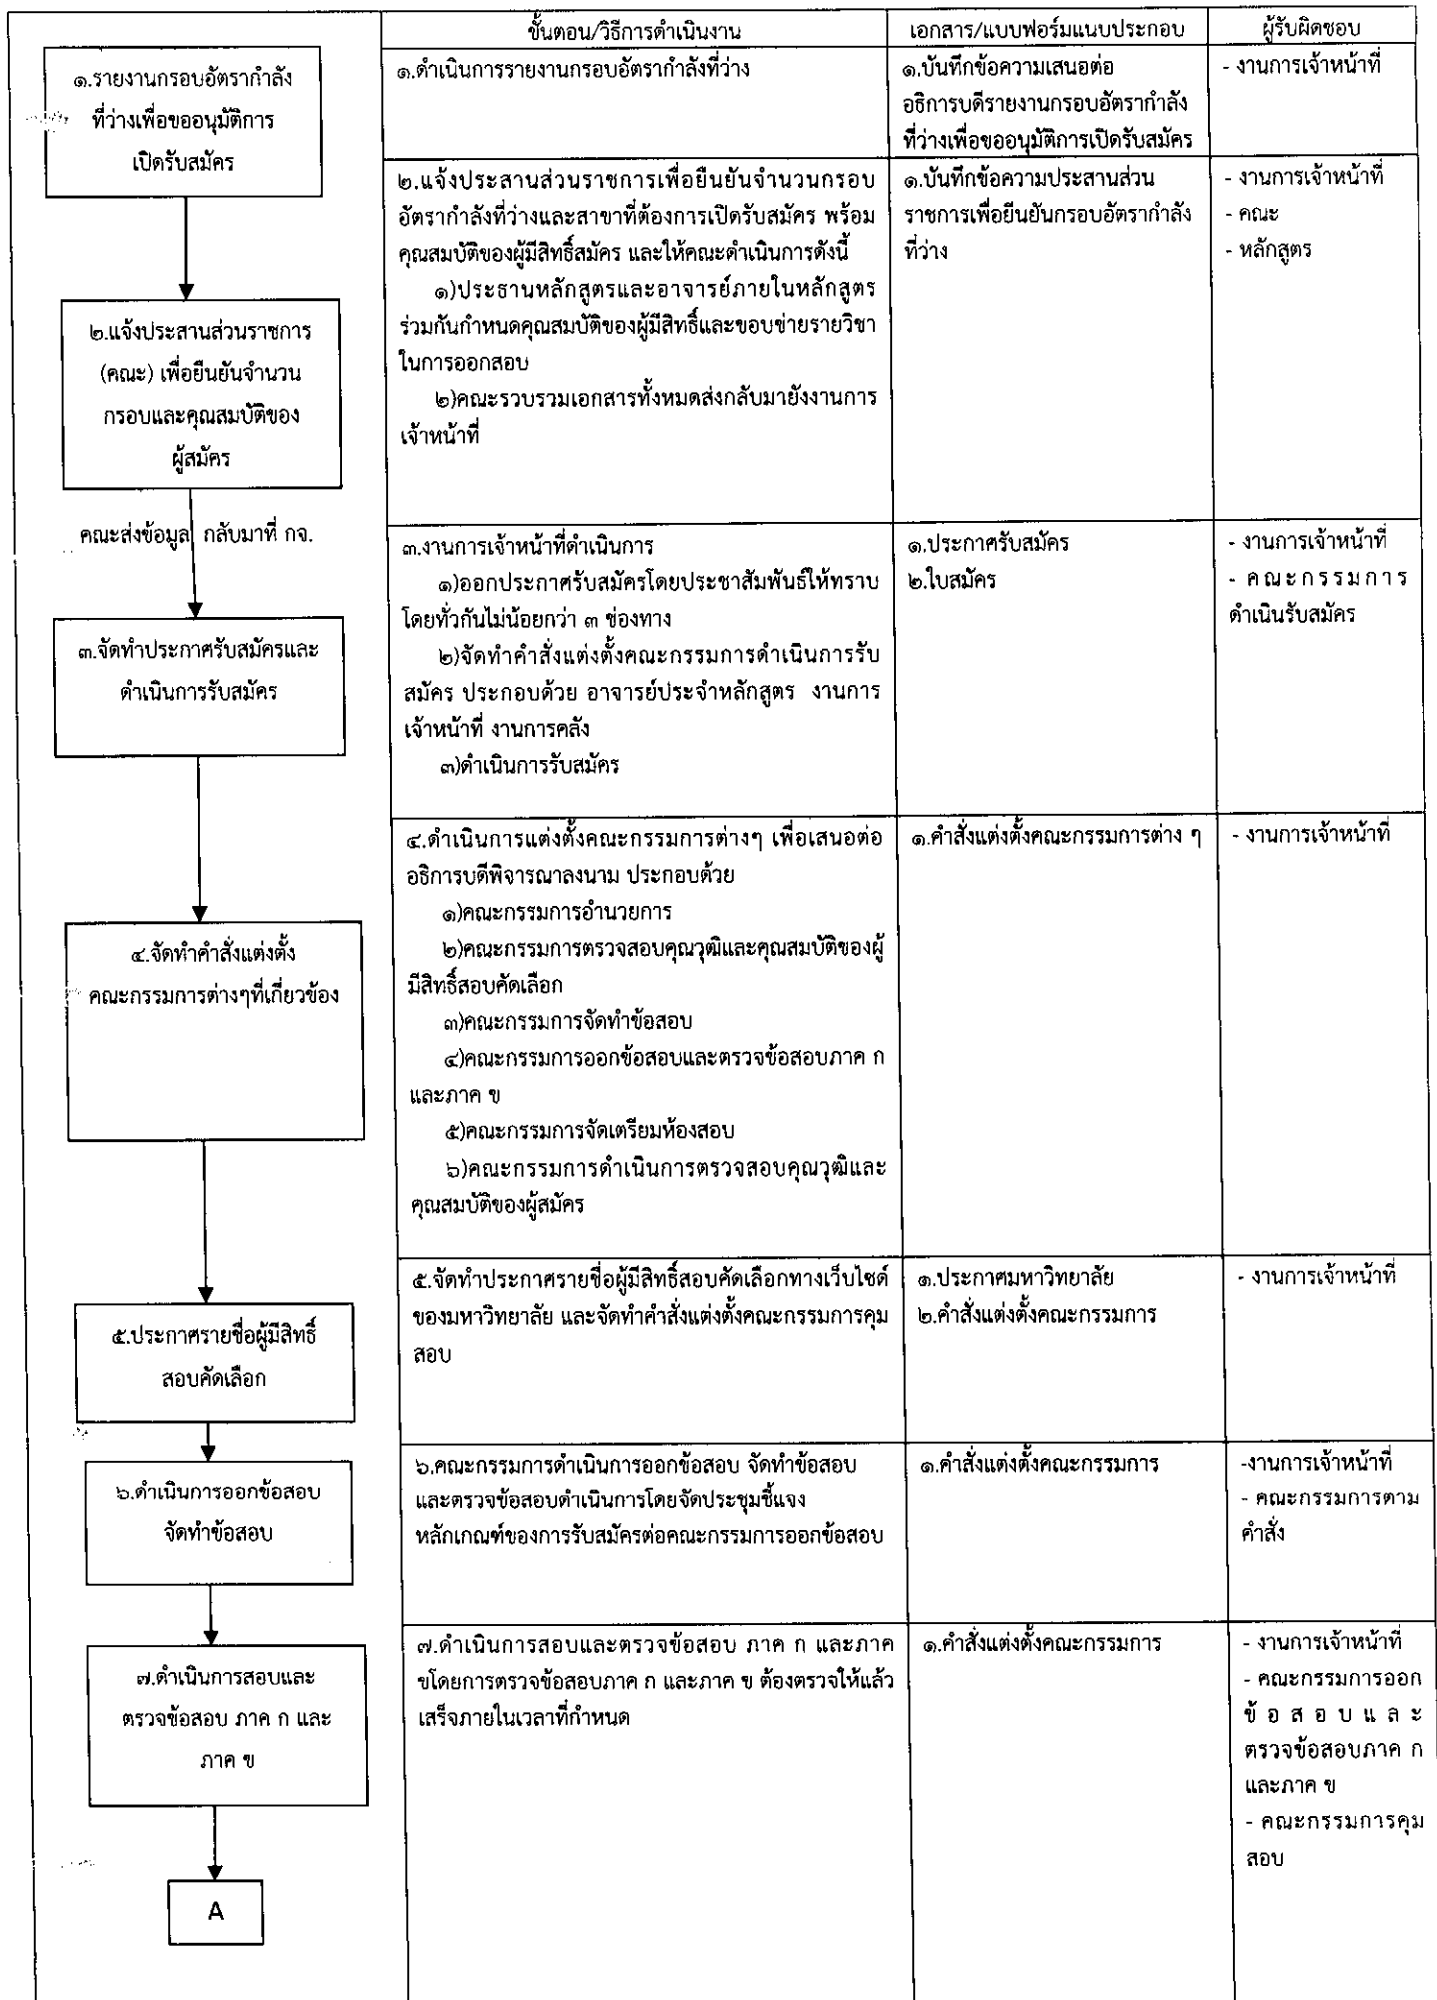 ขั้นตอน/วิธีการดำเนินงาน
เอกสาร/แบบฟอร์มแนบประกอบ
ผู้รับผิดชอบ
๑.รายงานกรอบอัตรากำลัง
ที่ว่างเพื่อขออนุมัติการ
เปิดรับสมัคร
๑.ดำเนินการรายงานกรอบอัตรากำลังที่ว่าง
๑.บันทึกข้อความเสนอต่อ
อธิการบดีรายงานกรอบอัตรากำลัง
ที่ว่างเพื่อขออนุมัติการเปิดรับสมัคร
- งานการเจ้าหน้าที่
๒.แจ้งประสานส่วนราชการ
(คณะ) เพื่อยืนยันจำนวน
กรอบและคุณสมบัติของ
ผู้สมัคร
คณะส่งข้อมูล กลับมาที่ กจ.
๒.แจ้งประสานส่วนราชการเพื่อยืนยันจำนวนกรอบ
อัตรากำลังที่ว่างและสาขาที่ต้องการเปิดรับสมัคร พร้อม
คุณสมบัติของผู้มีสิทธิ์สมัคร และให้คณะดำเนินการดังนี้
๑)ประธานหลักสูตรและอาจารย์ภายในหลักสูตร
ร่วมกันกำหนดคุณสมบัติของผู้มีสิทธิ์และขอบข่ายรายวิชา
ในการออกสอบ
๒)คณะรวบรวมเอกสารทั้งหมดส่งกลับมายังงานการ
เจ้าหน้าที่
๑.บันทึกข้อความประสานส่วน
ราชการเพื่อยืนยันกรอบอัตรากำลัง
ที่ว่าง
- งานการเจ้าหน้าที่
- คณะ
- หลักสูตร
๓.จัดทำประกาศรับสมัครและ
ดำเนินการรับสมัคร
๓.งานการเจ้าหน้าที่ดำเนินการ
๑)ออกประกาศรับสมัครโดยประชาสัมพันธ์ให้ทราบ
โดยทั่วกันไม่น้อยกว่า ๓ ช่องทาง
๒)จัดทำคำสั่งแต่งตั้งคณะกรรมการดำเนินการรับ
สมัคร ประกอบด้วย อาจารย์ประจำหลักสูตร งานการ
เจ้าหน้าที่ งานการคลัง
๓)ดำเนินการรับสมัคร
๑.ประกาศรับสมัคร
๒.ใบสมัคร
- งานการเจ้าหน้าที่
- คณะกรรมการ
ดำเนินรับสมัคร
๔.จัดทำคำสั่งแต่งตั้ง
คณะกรรมการต่างๆที่เกี่ยวข้อง
๔.ดำเนินการแต่งตั้งคณะกรรมการต่างๆ เพื่อเสนอต่อ
อธิการบดีพิจารณาลงนาม ประกอบด้วย
๑)คณะกรรมการอำนวยการ
๒)คณะกรรมการตรวจสอบคุณวุฒิและคุณสมบัติของผู้
มีสิทธิ์สอบคัดเลือก
๓)คณะกรรมการจัดทำข้อสอบ
๔)คณะกรรมการออกข้อสอบและตรวจข้อสอบภาค ก
และภาค ข
๕)คณะกรรมการจัดเตรียมห้องสอบ
๖)คณะกรรมการดำเนินการตรวจสอบคุณวุฒิและ
คุณสมบัติของผู้สมัคร
๑.คำสั่งแต่งตั้งคณะกรรมการต่าง ๆ
- งานการเจ้าหน้าที่
๕.ประกาศรายชื่อผู้มีสิทธิ์
สอบคัดเลือก
๕.จัดทำประกาศรายชื่อผู้มีสิทธิ์สอบคัดเลือกทางเว็บไซด์
ของมหาวิทยาลัย และจัดทำคำสั่งแต่งตั้งคณะกรรมการคุม
สอบ
๑.ประกาศมหาวิทยาลัย
๒.คำสั่งแต่งตั้งคณะกรรมการ
- งานการเจ้าหน้าที่
๖.ดำเนินการออกข้อสอบ
จัดทำข้อสอบ
๖.คณะกรรมการดำเนินการออกข้อสอบ จัดทำข้อสอบ
และตรวจข้อสอบดำเนินการโดยจัดประชุมชี้แจง
หลักเกณฑ์ของการรับสมัครต่อคณะกรรมการออกข้อสอบ
๑.คำสั่งแต่งตั้งคณะกรรมการ
-งานการเจ้าหน้าที่
- คณะกรรมการตาม
คำสั่ง
๗.ดำเนินการสอบและ
ตรวจข้อสอบ ภาค ก และ
ภาค ข
๗.ดำเนินการสอบและตรวจข้อสอบ ภาค ก และภาค
ขโดยการตรวจข้อสอบภาค ก และภาค ข ต้องตรวจให้แล้ว
เสร็จภายในเวลาที่กำหนด
๑.คำสั่งแต่งตั้งคณะกรรมการ
- งานการเจ้าหน้าที่
- คณะกรรมการออก
ข้อสอบและ
ตรวจข้อสอบภาค ก
และภาค ข
- คณะกรรมการคุม
สอบ
A